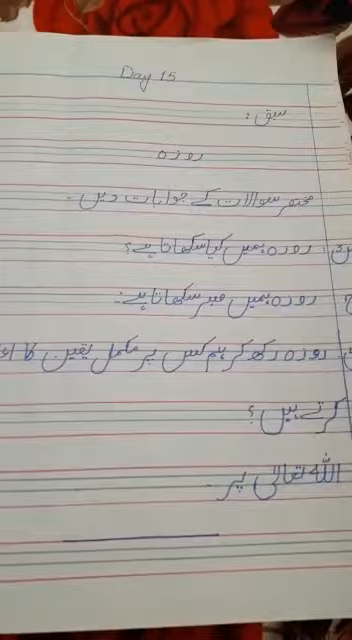 Day 15
سبق :
روزہ
مختصر سوالات کے جوابات دیں۔
روزہ ہمیں کیا سکھاتا ہے؟
روزہ ہمیں صبر سکھاتا ہے۔
روزہ رکھ کر ہم کس پر مکمل یقین کا
کرتے ہیں؟
اللہ تعالیٰ پر۔